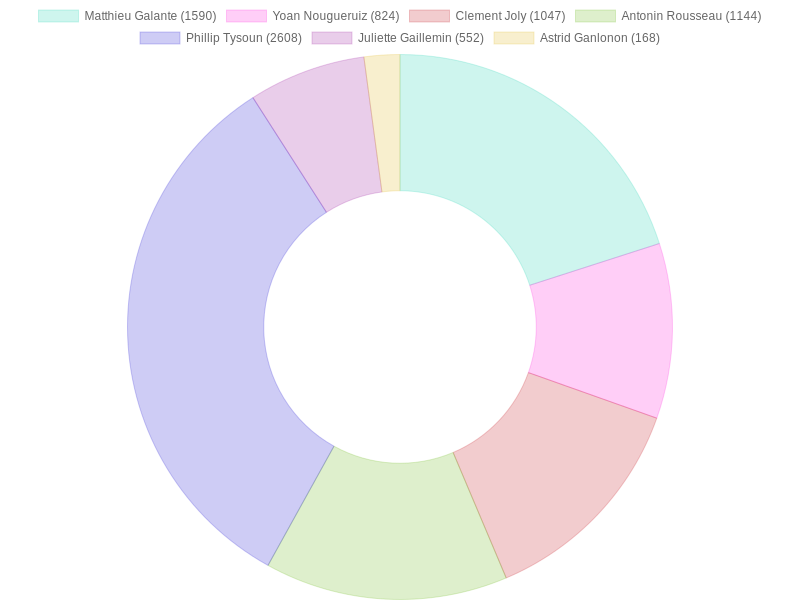 Matthieu Galante (1590) Yoan Nougueruiz (824) Clement Joly (1047) Antonin Rousseau (1144)
Phillip Tysoun (2608) Juliette Gaillemin (552) Astrid Ganlonon (168)